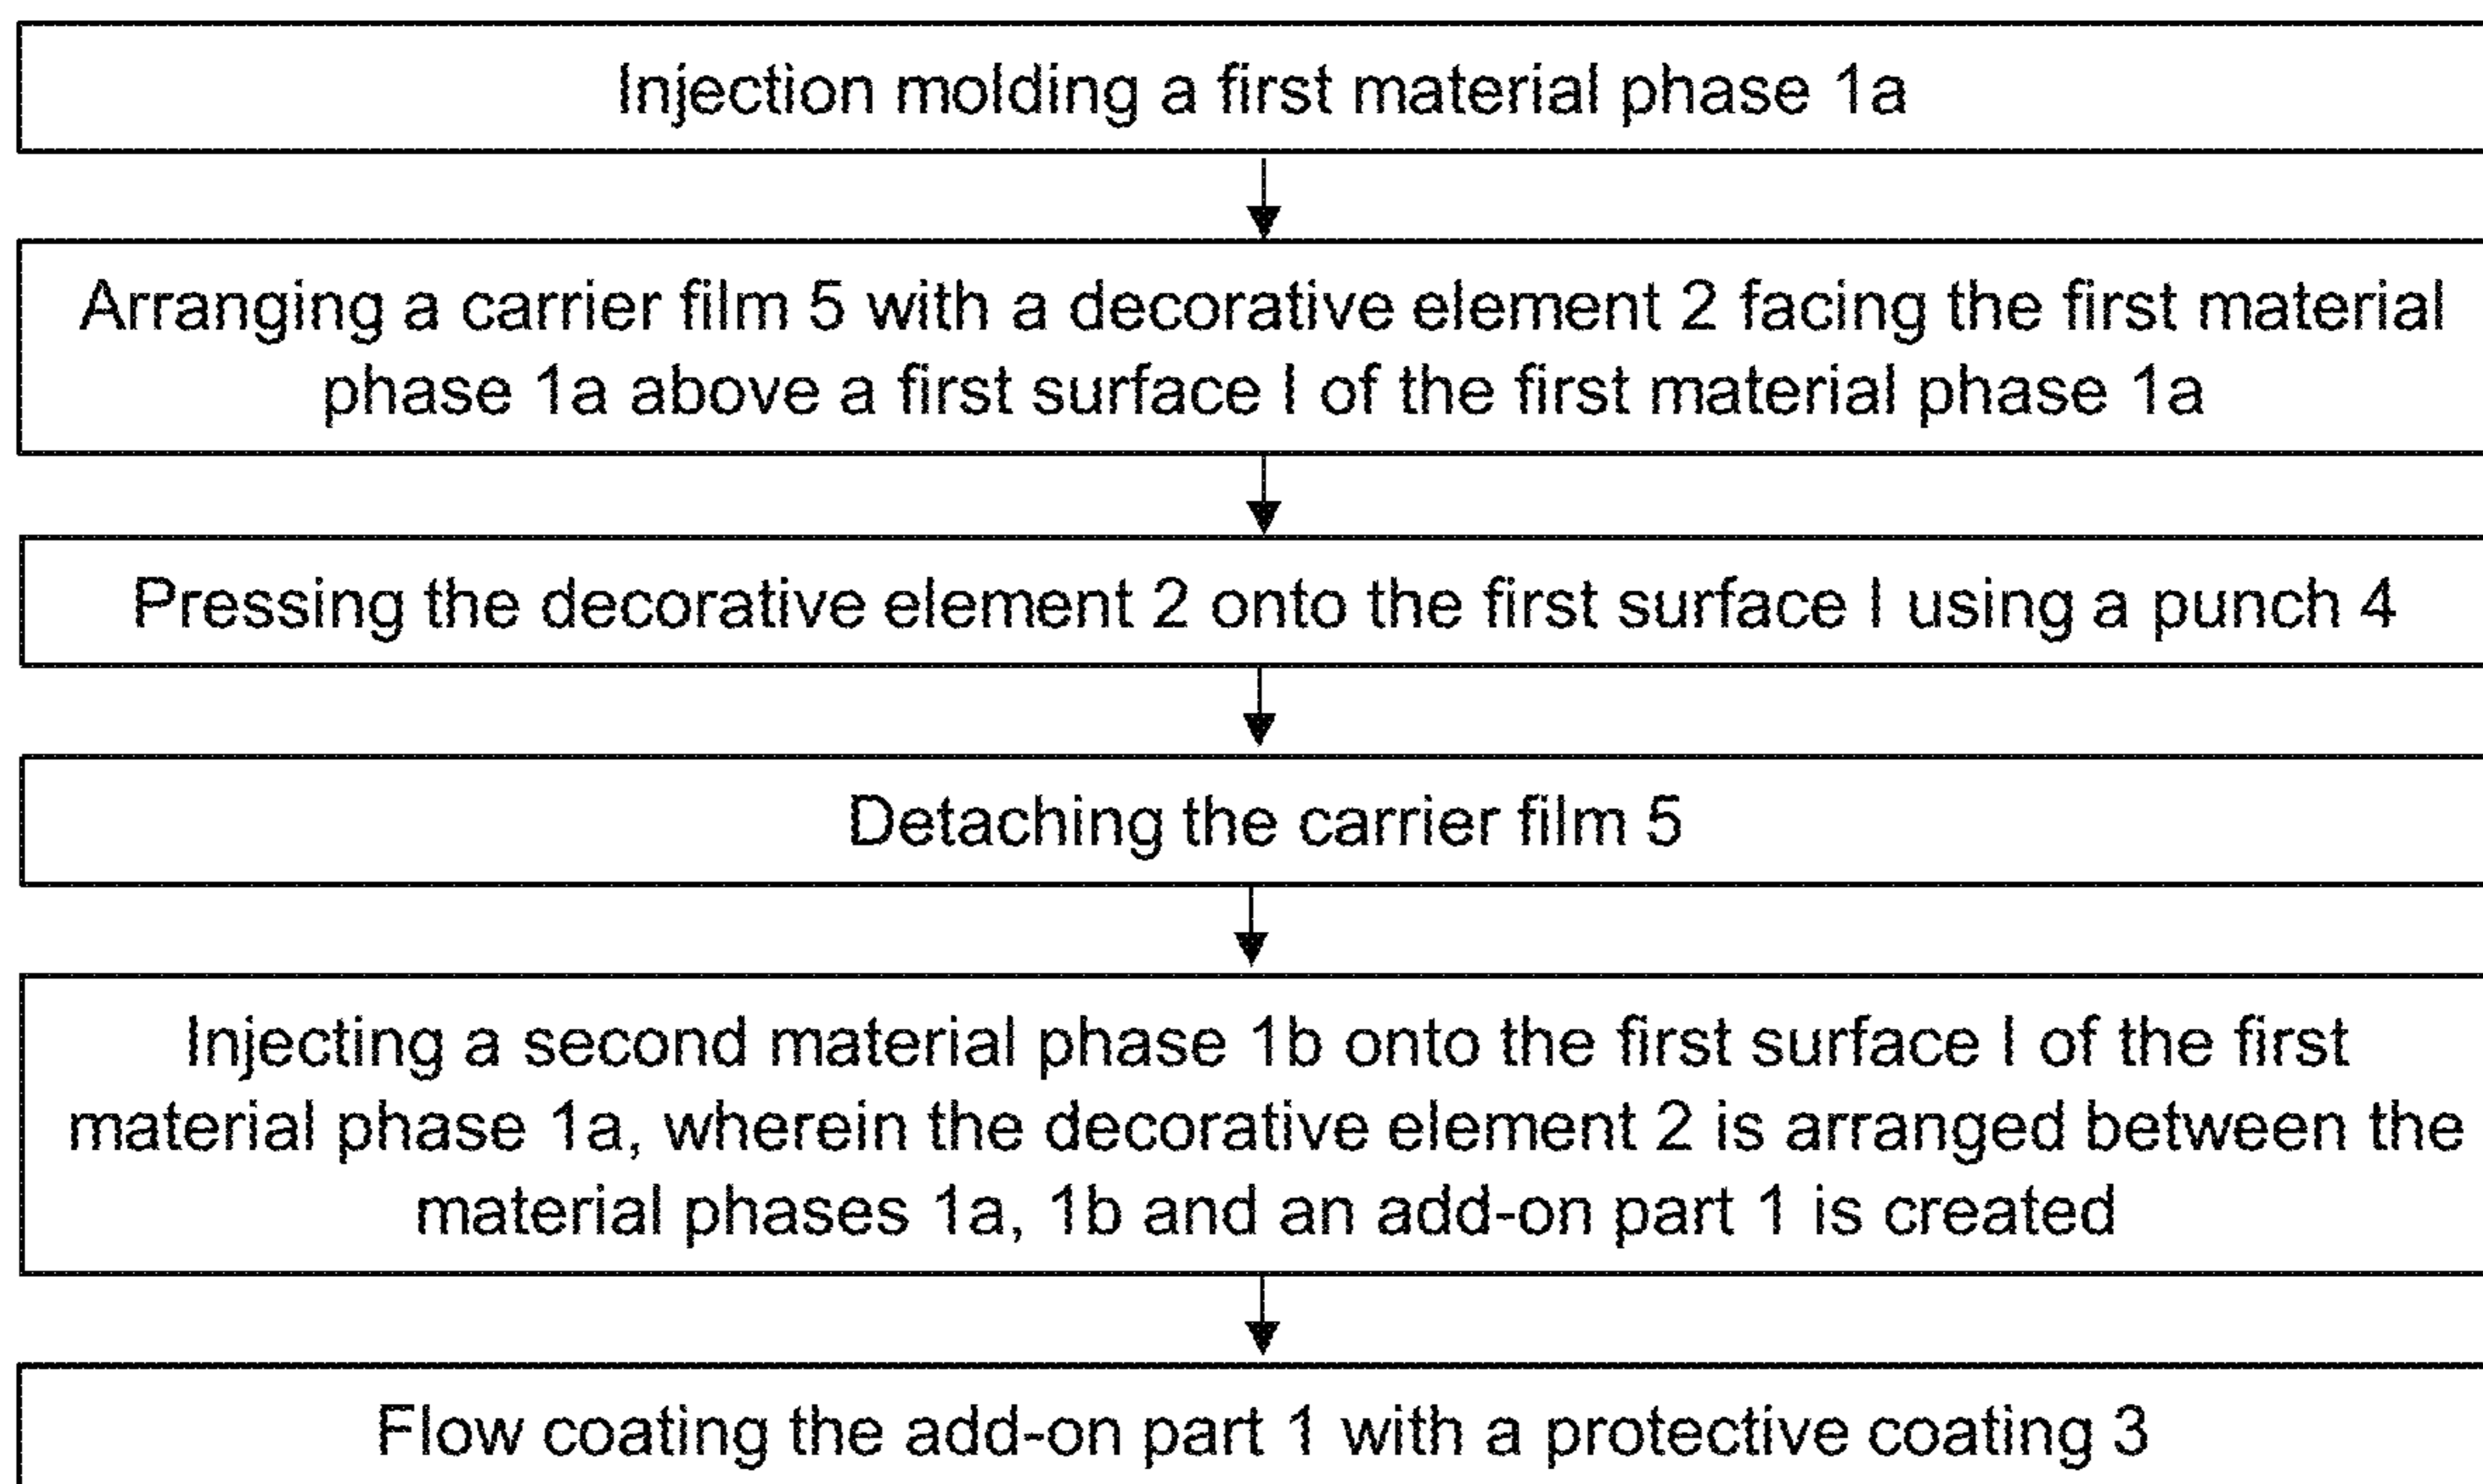 Injection molding a first material phase 1a
Arranging a carrier film 5 with a decorative element 2 facing the first material
phase 1a above a first surface I of the first material phase 1a
Pressing the decorative element 2 onto the first surface I using a punch 4
Detaching the carrier film 5
Injecting a second material phase 1b onto the first surface I of the first
material phase 1a, wherein the decorative element 2 is arranged between the
material phases 1a, 1b and an add-on part 1 is created
Flow coating the add-on part 1 with a protective coating 3